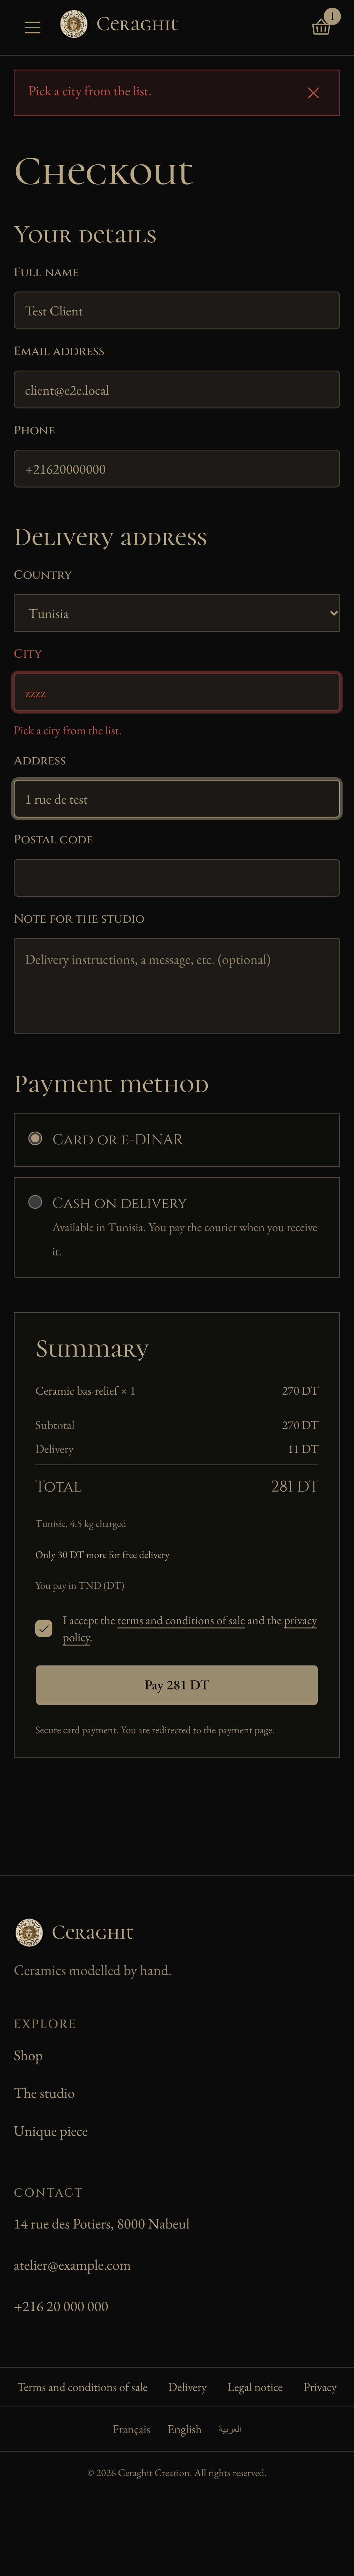 Ceraghit
1
Pick a city from the list.
Checkout
Your details
Full name
Test Client
Email address
client@e2e.local
Phone
+21620000000
Delivery address
Country
Tunisia
City
zzzz
Pick a city from the list.
Address
1 rue de test
Postal code
Note for the studio
Delivery instructions, a message, etc. (optional)
Payment method
Card or e-DINAR
Cash on delivery
Available in Tunisia. You pay the courier when you receive
it.
Summary
Ceramic bas-relief × 1 270 DT
Subtotal 270 DT
Delivery 11 DT
Total 281 DT
Tunisie, 4.5 kg charged
Only 30 DT more for free delivery
You pay in TND (DT)
I accept the terms and conditions of sale and the privacy
policy.
Pay 281 DT
Secure card payment. You are redirected to the payment page.
Ceraghit
Ceramics modelled by hand.
EXPLORE
Shop
The studio
Unique piece
CONTACT
14 rue des Potiers, 8000 Nabeul
atelier@example.com
+216 20 000 000
Terms and conditions of sale Delivery Legal notice Privacy
Français English العربية
© 2026 Ceraghit Creation. All rights reserved.